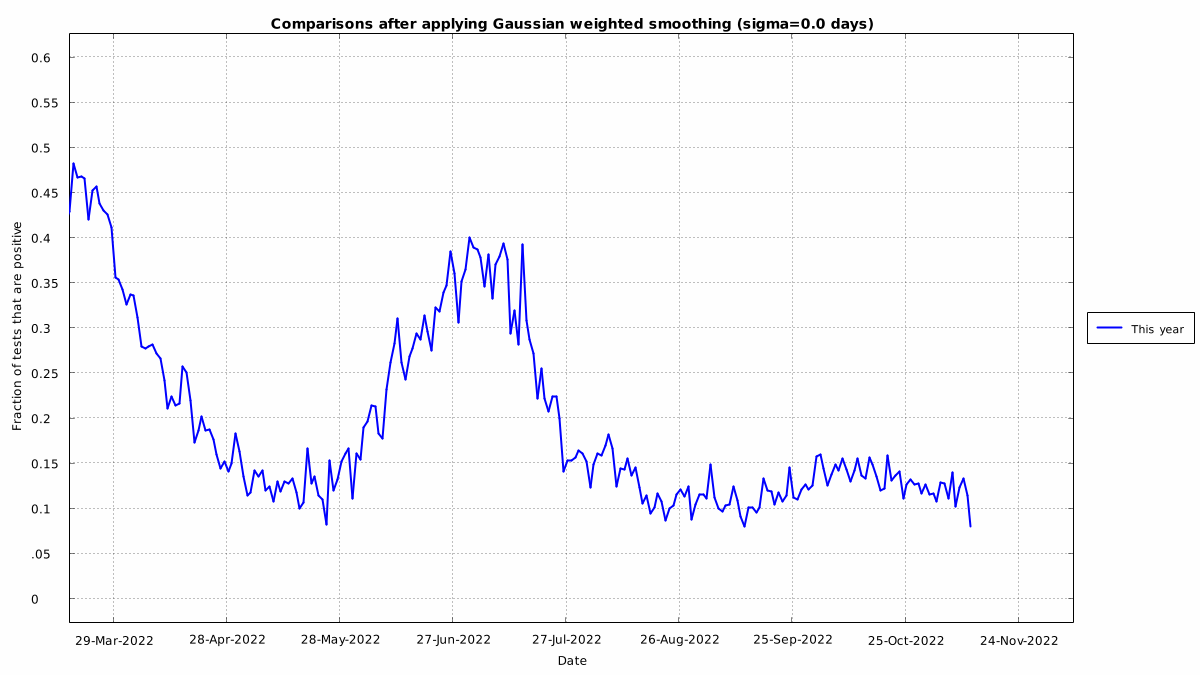 Comparisons after applying Gaussian weighted smoothing (sigma=0.0 days)
0.6
0.55
0.5
0.45
0.4
0.35
0.3
0.25
0.2
0.15
0.1
.05
0
Fraction of tests that are positive
This year
29-Mar-2022 28-Apr-2022 28-May-2022 27-Jun-2022 27-Jul-2022 26-Aug-2022 25-Sep-2022 25-Oct-2022 24-Nov-2022
Date